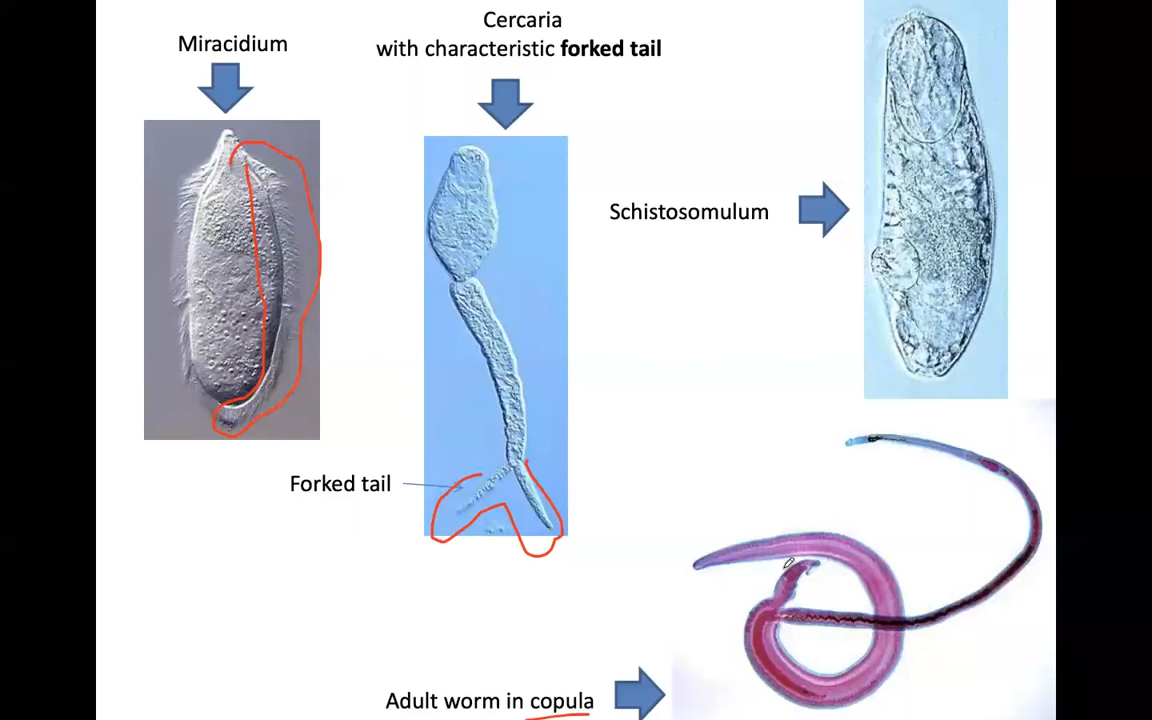 Miracidium
Cercaria
with characteristic forked tail
Schistosomulum
Forked tail
Adult worm in copula